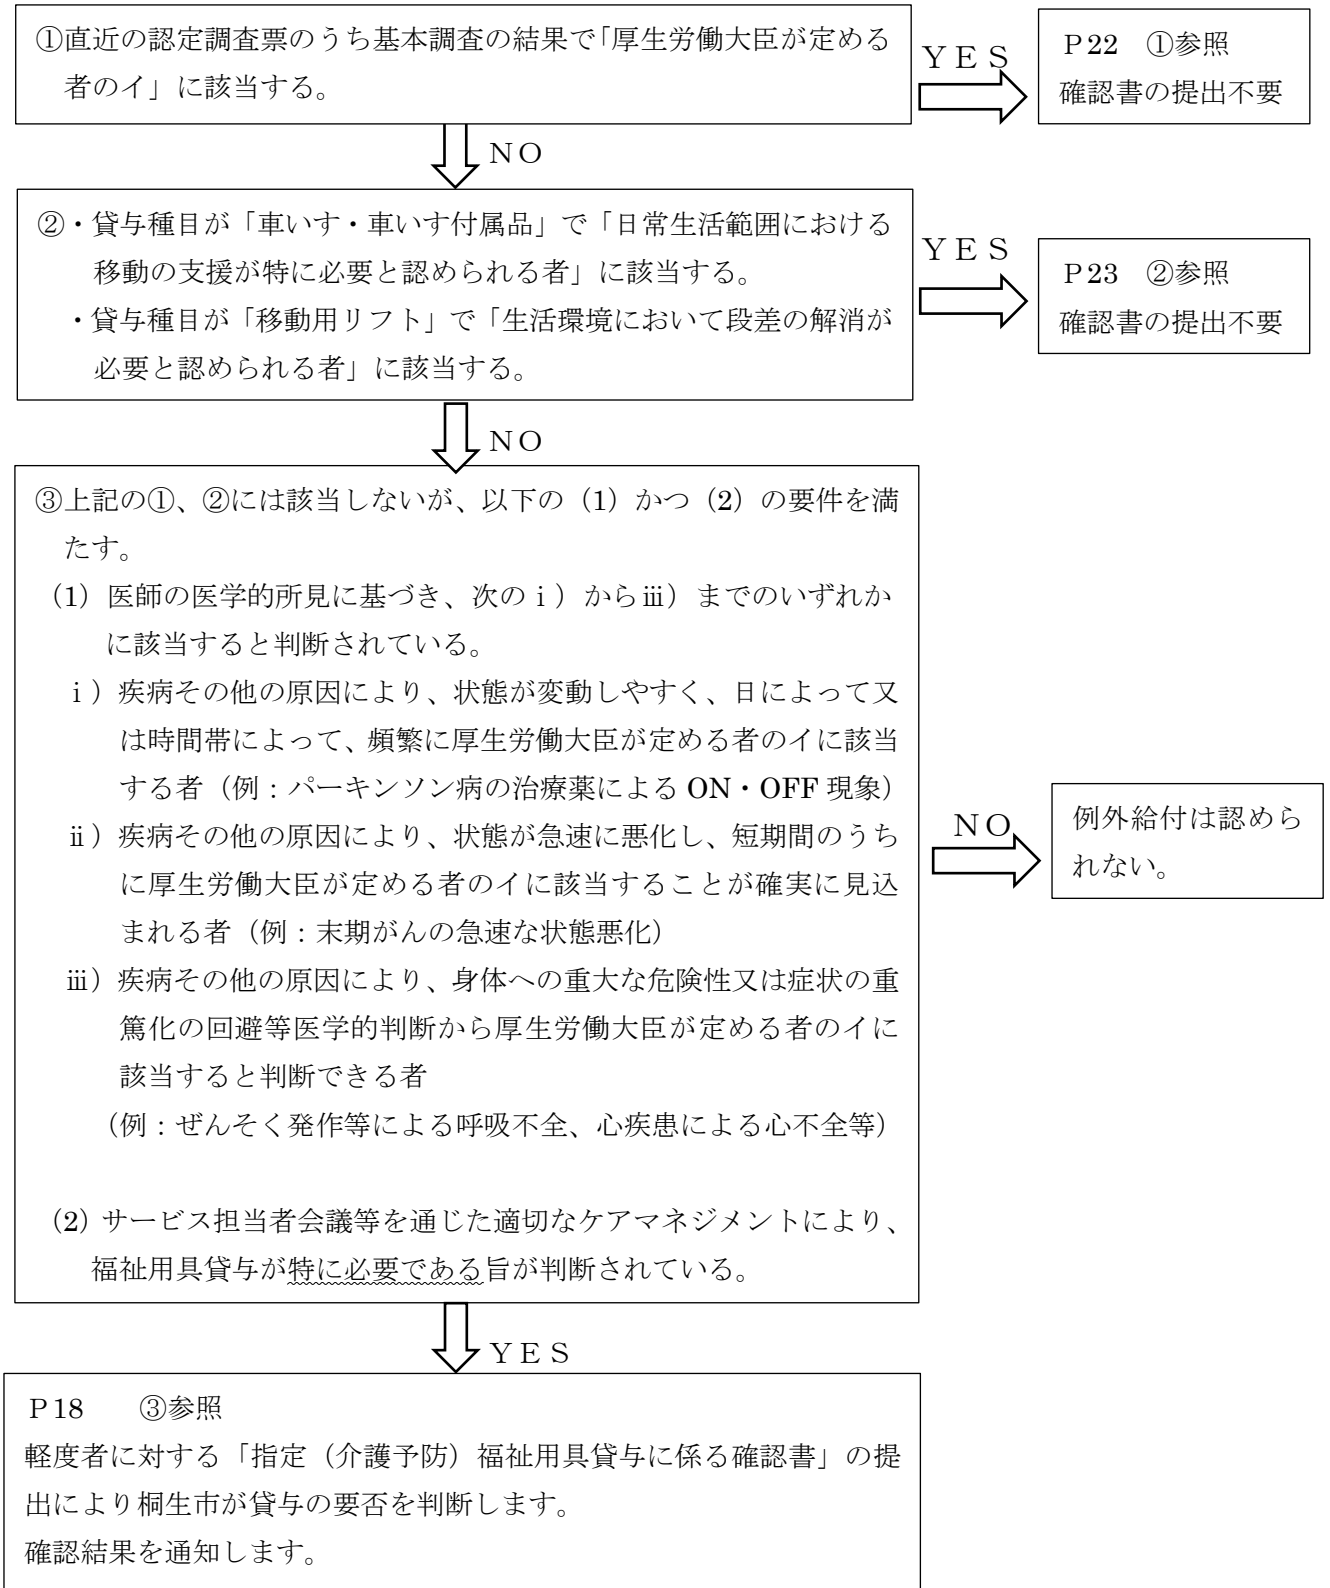 ①直近の認定調査票のうち基本調査の結果で「厚生労働大臣が定める
者のイ」に該当する。
ＹＥＳ
Ｐ22　①参照
確認書の提出不要
ＮＯ
②・貸与種目が「車いす・車いす付属品」で「日常生活範囲における
移動の支援が特に必要と認められる者」に該当する。
・貸与種目が「移動用リフト」で「生活環境において段差の解消が
必要と認められる者」に該当する。
ＹＥＳ
Ｐ23　②参照
確認書の提出不要
ＮＯ
③上記の①、②には該当しないが、以下の（1）かつ（2）の要件を満
たす。
（1）医師の医学的所見に基づき、次のⅰ）からⅲ）までのいずれか
に該当すると判断されている。
ⅰ）疾病その他の原因により、状態が変動しやすく、日によって又
は時間帯によって、頻繁に厚生労働大臣が定める者のイに該当
する者（例：パーキンソン病の治療薬による ON・OFF 現象）
ⅱ）疾病その他の原因により、状態が急速に悪化し、短期間のうち
に厚生労働大臣が定める者のイに該当することが確実に見込
まれる者（例：末期がんの急速な状態悪化）
ⅲ）疾病その他の原因により、身体への重大な危険性又は症状の重
篤化の回避等医学的判断から厚生労働大臣が定める者のイに
該当すると判断できる者
（例：ぜんそく発作等による呼吸不全、心疾患による心不全等）
（2）サービス担当者会議等を通じた適切なケアマネジメントにより、
福祉用具貸与が特に必要である旨が判断されている。
ＮＯ
例外給付は認めら
れない。
ＹＥＳ
Ｐ18　　③参照
軽度者に対する「指定（介護予防）福祉用具貸与に係る確認書」の提
出により桐生市が貸与の要否を判断します。
確認結果を通知します。